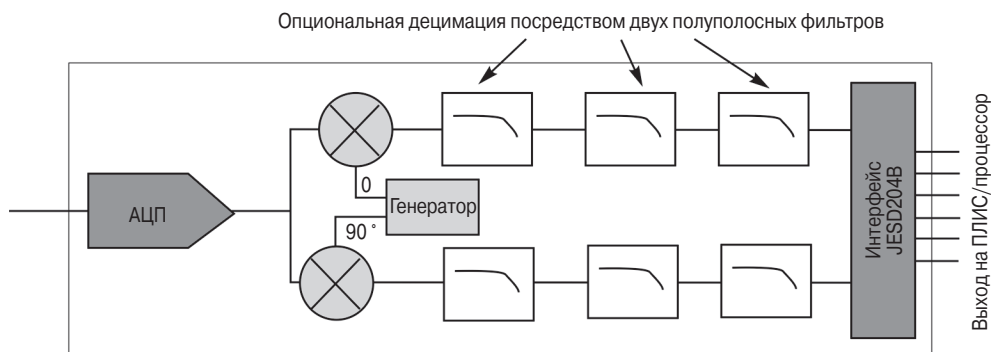 Опциональная децимация посредством двух полуполосных фильтров
АЦП
0
Генератор
90°
Интерфейс
JESD204B
Выход на ПЛИС/процессор